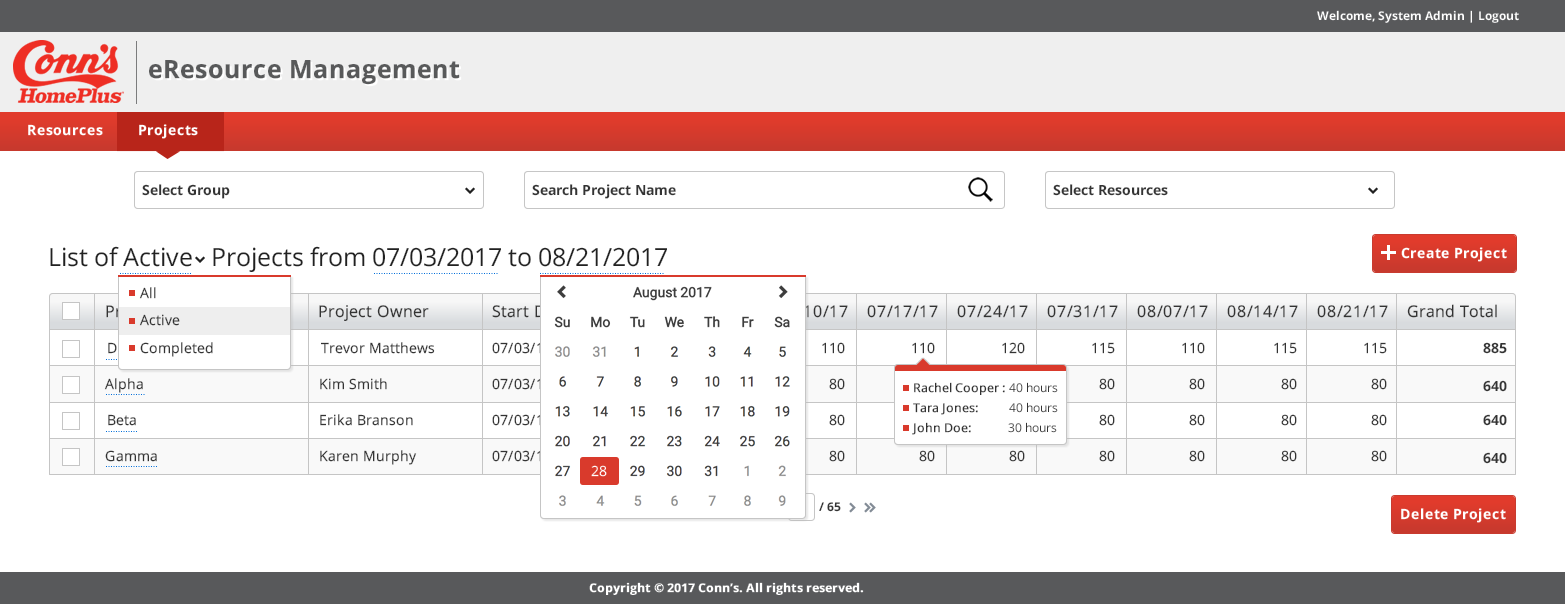 Welcome, System Admin | Logout
Conn's
HomePlus
eResource Management
Resources Projects
Select Group Search Project Name Select Resources
List of Active Projects from 07/03/2017 to 08/21/2017
+ Create Project
All
Active
Completed
August 2017
Su Mo Tu We Th Fr Sa
30 31 1 2 3 4 5
6 7 8 9 10 11 12
13 14 15 16 17 18 19
20 21 22 23 24 25 26
27 28 29 30 31 1 2
3 4 5 6 7 8 9
Project Owner Start 10/17 07/17/17 07/24/17 07/31/17 08/07/17 08/14/17 08/21/17 Grand Total
Trevor Matthews 07/03/1 110 110 120 115 110 115 115 885
Alpha Kim Smith 07/03/1 80 80 80 80 80 640
Beta Erika Branson 07/03/1 80 80 80 80 80 640
Gamma Karen Murphy 07/03/1 80 80 80 80 80 80 80 640
Rachel Cooper : 40 hours
Tara Jones: 40 hours
John Doe: 30 hours
/ 65
Delete Project
Copyright © 2017 Conn's. All rights reserved.